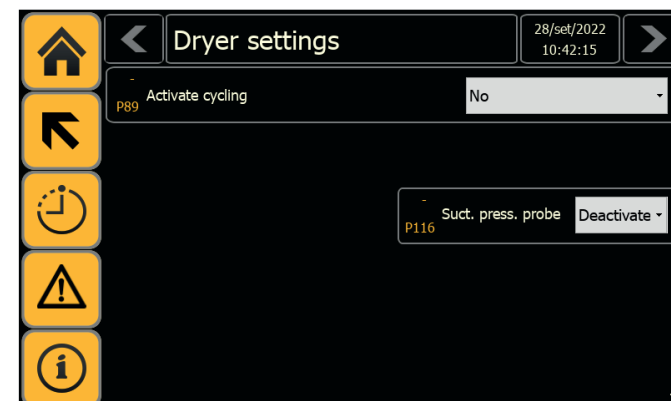 Dryer settings
28/set/2022
10:42:15
-
P89 Activate cycling No
-
P116 Suct. press. probe Deactivate
i